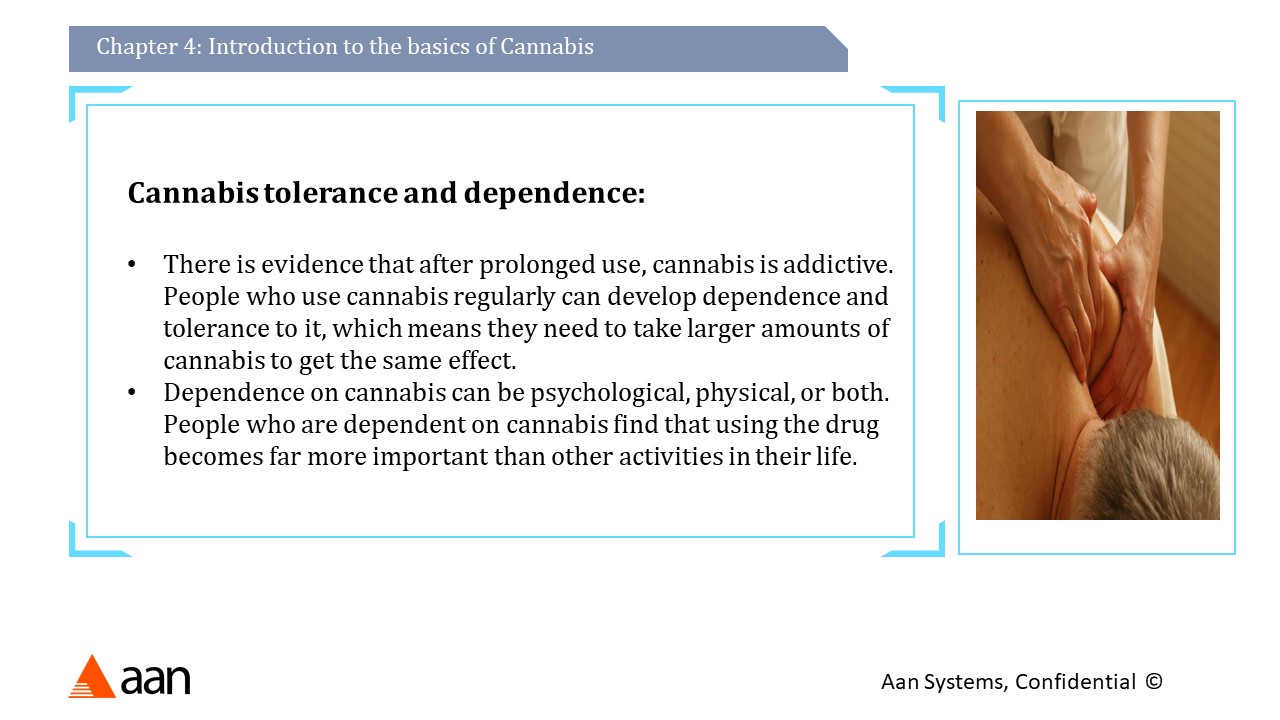 Chapter 4: Introduction to the basics of Cannabis
Cannabis tolerance and dependence:
• There is evidence that after prolonged use, cannabis is addictive.
People who use cannabis regularly can develop dependence and
tolerance to it, which means they need to take larger amounts of
cannabis to get the same effect.
• Dependence on cannabis can be psychological, physical, or both.
People who are dependent on cannabis find that using the drug
becomes far more important than other activities in their life.
aan
Aan Systems, Confidential ©